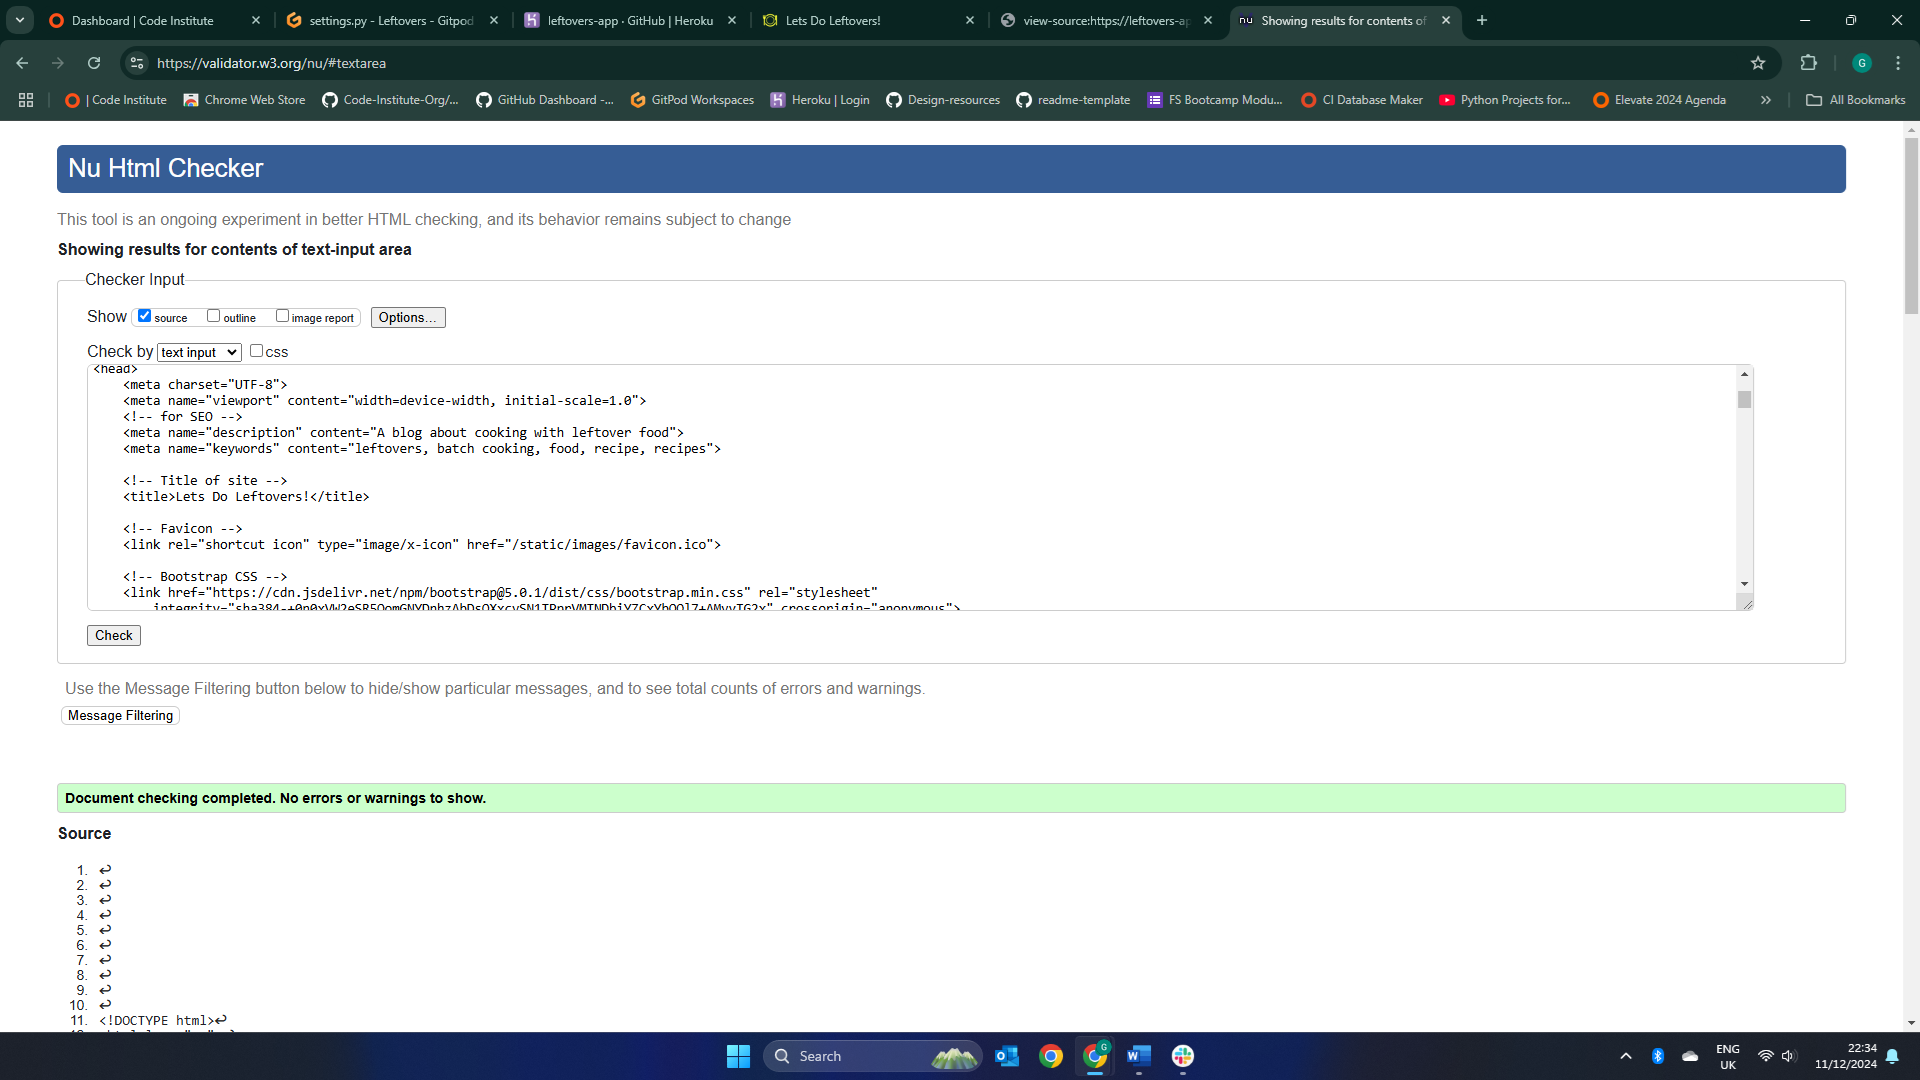 Dashboard | Code Institute
settings.py - Leftovers - Gitpod
leftovers-app · GitHub | Heroku
Lets Do Leftovers!
view-source:https://leftovers-ap
Showing results for contents of
https://validator.w3.org/nu/#textarea
| Code Institute
Chrome Web Store
Code-Institute-Org/...
GitHub Dashboard -...
GitPod Workspaces
Heroku | Login
Design-resources
readme-template
FS Bootcamp Modu...
CI Database Maker
Python Projects for...
Elevate 2024 Agenda
All Bookmarks
Nu Html Checker
This tool is an ongoing experiment in better HTML checking, and its behavior remains subject to change
Showing results for contents of text-input area
Checker Input
Show source outline image report Options...
Check by text input css
<head>
<meta charset="UTF-8">
<meta name="viewport" content="width=device-width, initial-scale=1.0">
<!-- for SEO -->
<meta name="description" content="A blog about cooking with leftover food">
<meta name="keywords" content="leftovers, batch cooking, food, recipe, recipes">
<!-- Title of site -->
<title>Lets Do Leftovers!</title>
<!-- Favicon -->
<link rel="shortcut icon" type="image/x-icon" href="/static/images/favicon.ico">
<!-- Bootstrap CSS -->
<link href="https://cdn.jsdelivr.net/npm/bootstrap@5.0.1/dist/css/bootstrap.min.css" rel="stylesheet"
crossorigin="anonymous">
Check
Use the Message Filtering button below to hide/show particular messages, and to see total counts of errors and warnings.
Message Filtering
Document checking completed. No errors or warnings to show.
Source
1. ↩
2. ↩
3. ↩
4. ↩
5. ↩
6. ↩
7. ↩
8. ↩
9. ↩
10. ↩
11. <!DOCTYPE html>↩
Search
ENG
UK
22:34
11/12/2024